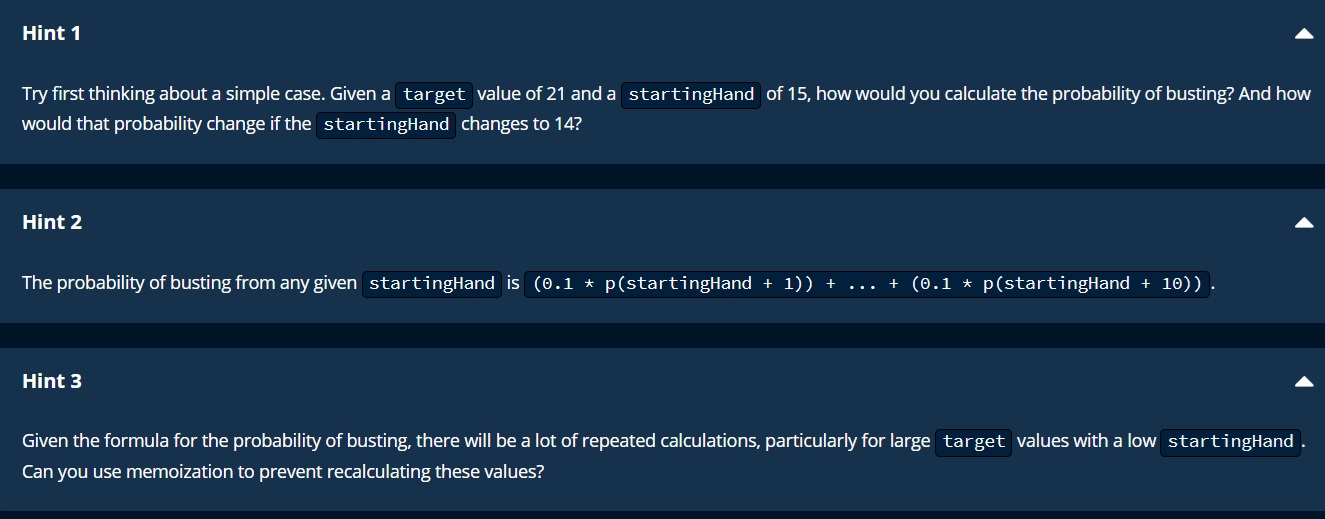 Hint 1
Try first thinking about a simple case. Given a target value of 21 and a startingHand of 15, how would you calculate the probability of busting? And how
would that probability change if the startingHand changes to 14?
Hint 2
The probability of busting from any given startingHand is (0.1 * p(startingHand + 1)) + ... + (0.1 * p(startingHand + 10)).
Hint 3
Given the formula for the probability of busting, there will be a lot of repeated calculations, particularly for large target values with a low startingHand.
Can you use memoization to prevent recalculating these values?